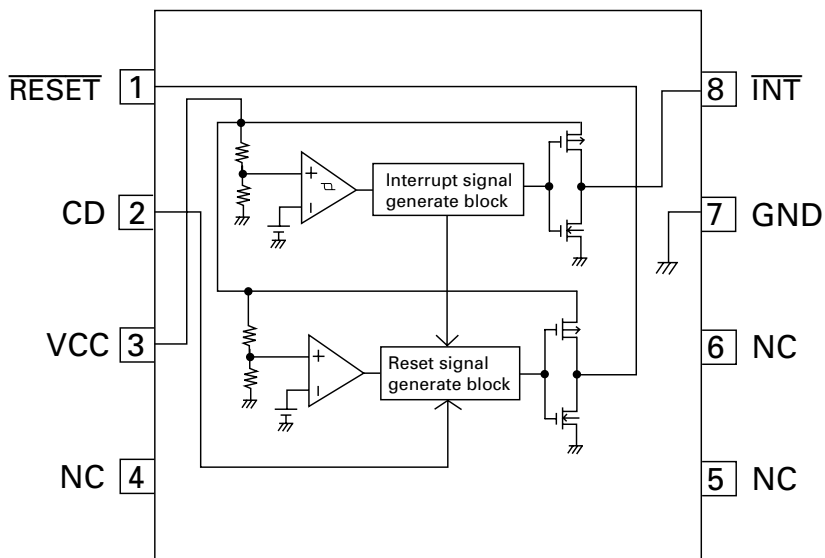 RESET 1
8 INT
Interrupt signal
generate block
CD 2
7 GND
VCC 3
6 NC
Reset signal
generate block
NC 4
5 NC
+
−
+
−